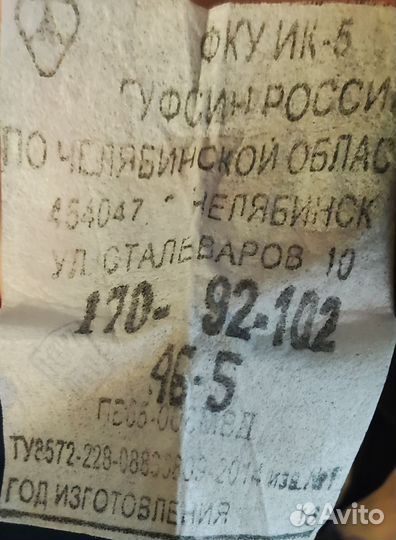 ФКУ ИК-5
ГУФСИН РОССИ
ПО ЧЕЛЯБИНСКОЙ ОБЛАС
454047 Г ЧЕЛЯБИНСК
УЛ. СТАЛЕВАРОВ 10
170- 92-102
46-5
ГОД ИЗГОТОВЛЕНИЯ
Avito